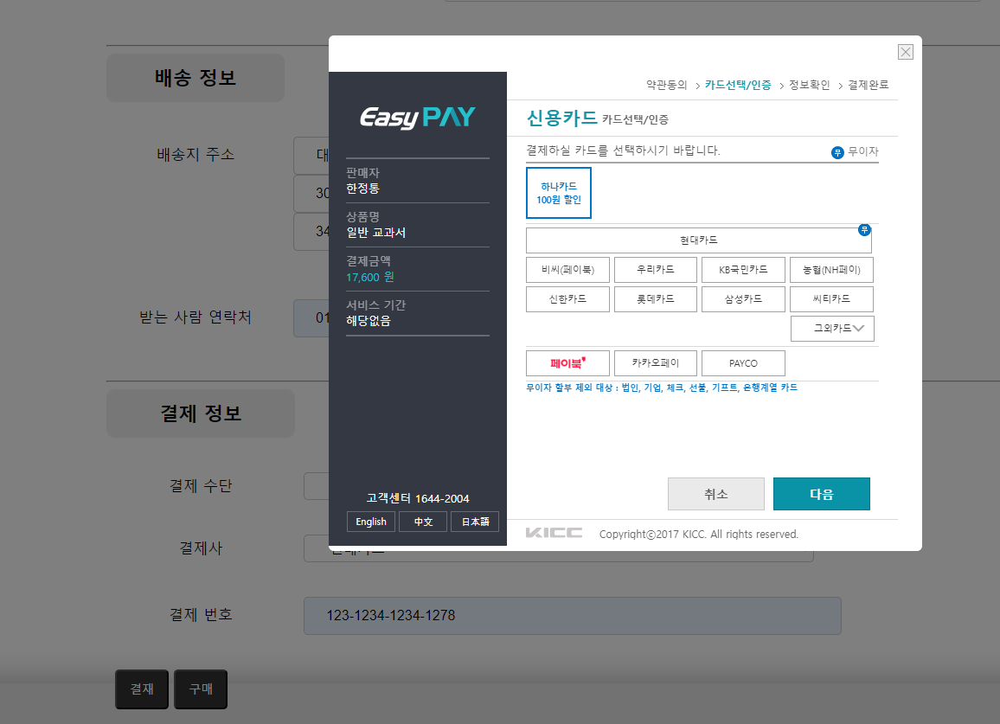 배송 정보
배송지 주소
대
30
34
받는 사람 연락처
01
결제 정보
결제 수단
결제사
결제 번호
123-1234-1234-1278
결재
구매
Easy PAY
판매자
한정통
상품명
일반 교과서
결제금액
17,600 원
서비스 기간
해당없음
고객센터 1644-2004
English
中文
日本語
약관동의 > 카드선택/인증 > 정보확인 > 결제완료
신용카드 카드선택/인증
결제하실 카드를 선택하시기 바랍니다.
무 무이자
하나카드
100원 할인
현대카드
무
비씨(페이북) 우리카드 KB국민카드 농협(NH페이)
신한카드 롯데카드 삼성카드 씨티카드
그외카드
페이북 카카오페이 PAYCO
무이자 할부 제외 대상 : 법인, 기업, 체크, 선불, 기프트, 은행계열 카드
취소
다음
KICC Copyrightⓒ2017 KICC. All rights reserved.